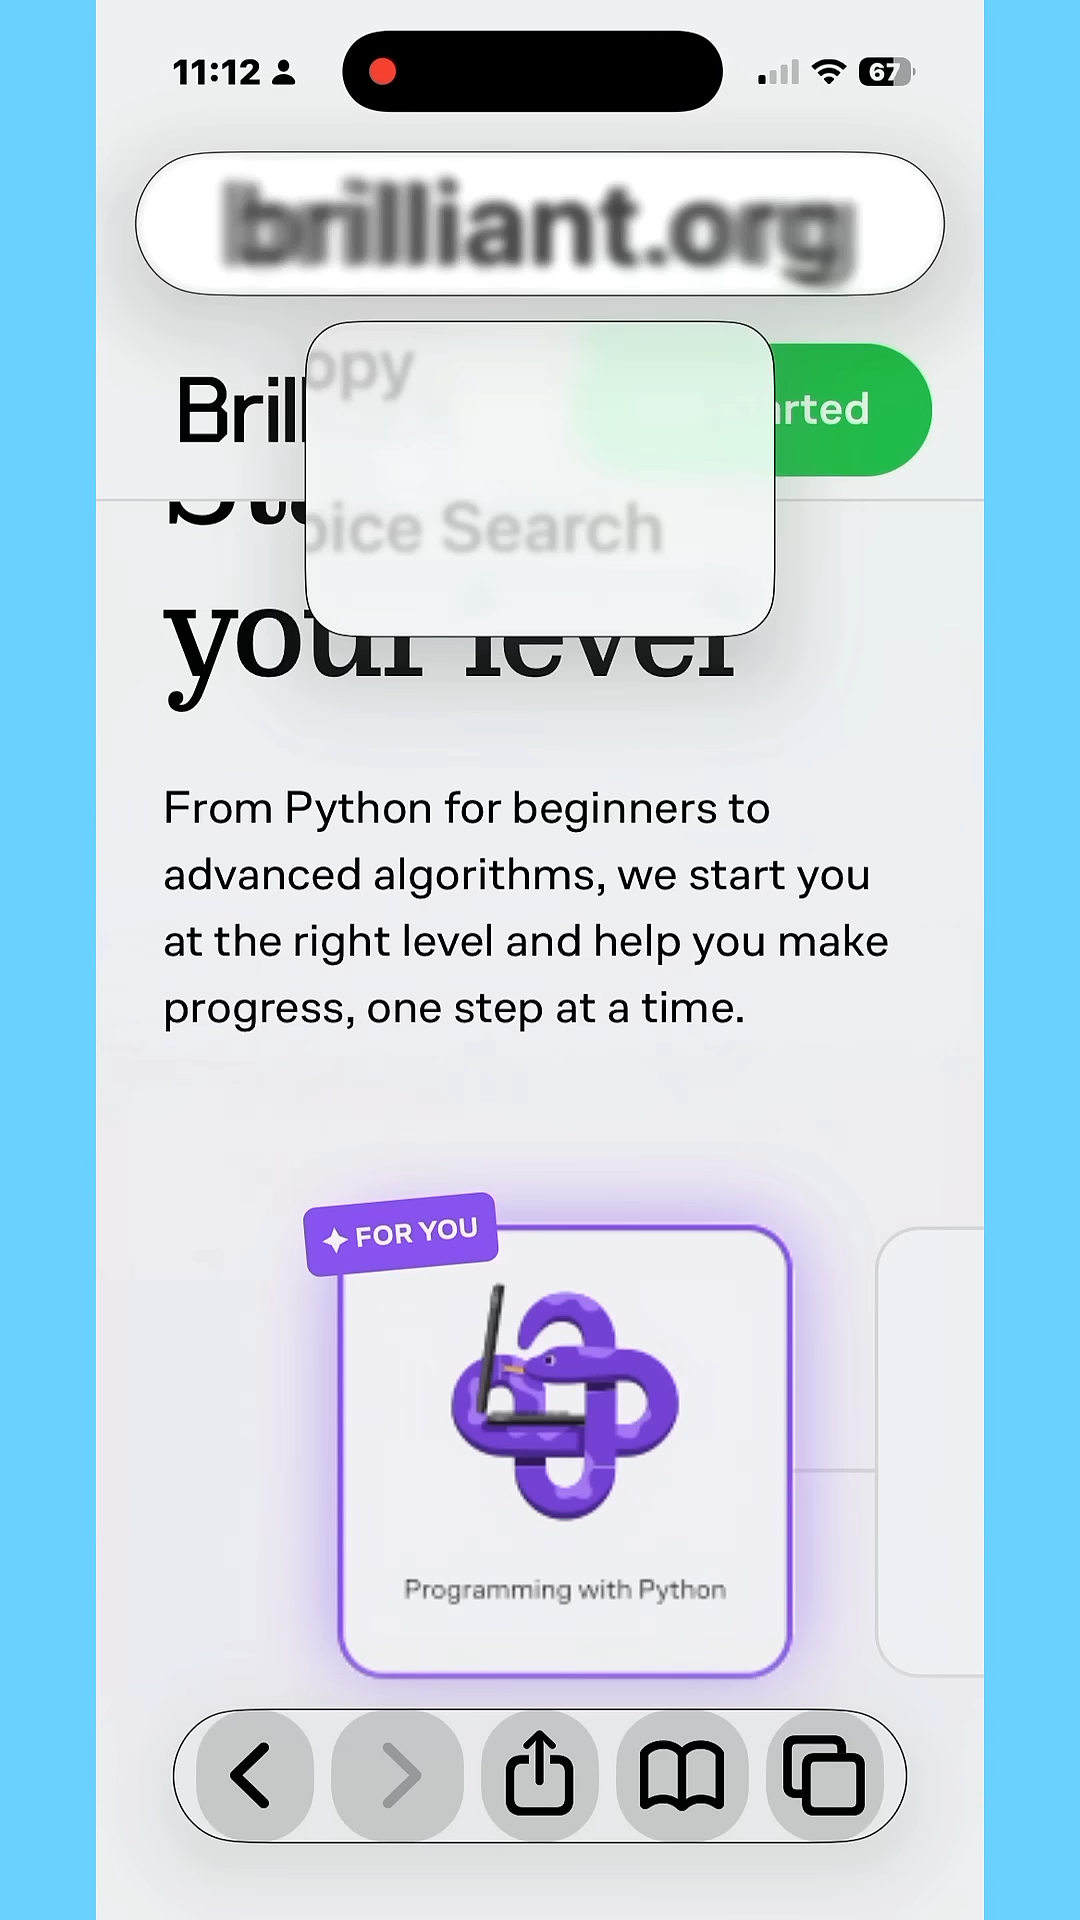 11:12
67
brilliant.org
opy
Brill
arted
oice Search
your level
From Python for beginners to
advanced algorithms, we start you
at the right level and help you make
progress, one step at a time.
FOR YOU
Programming with Python